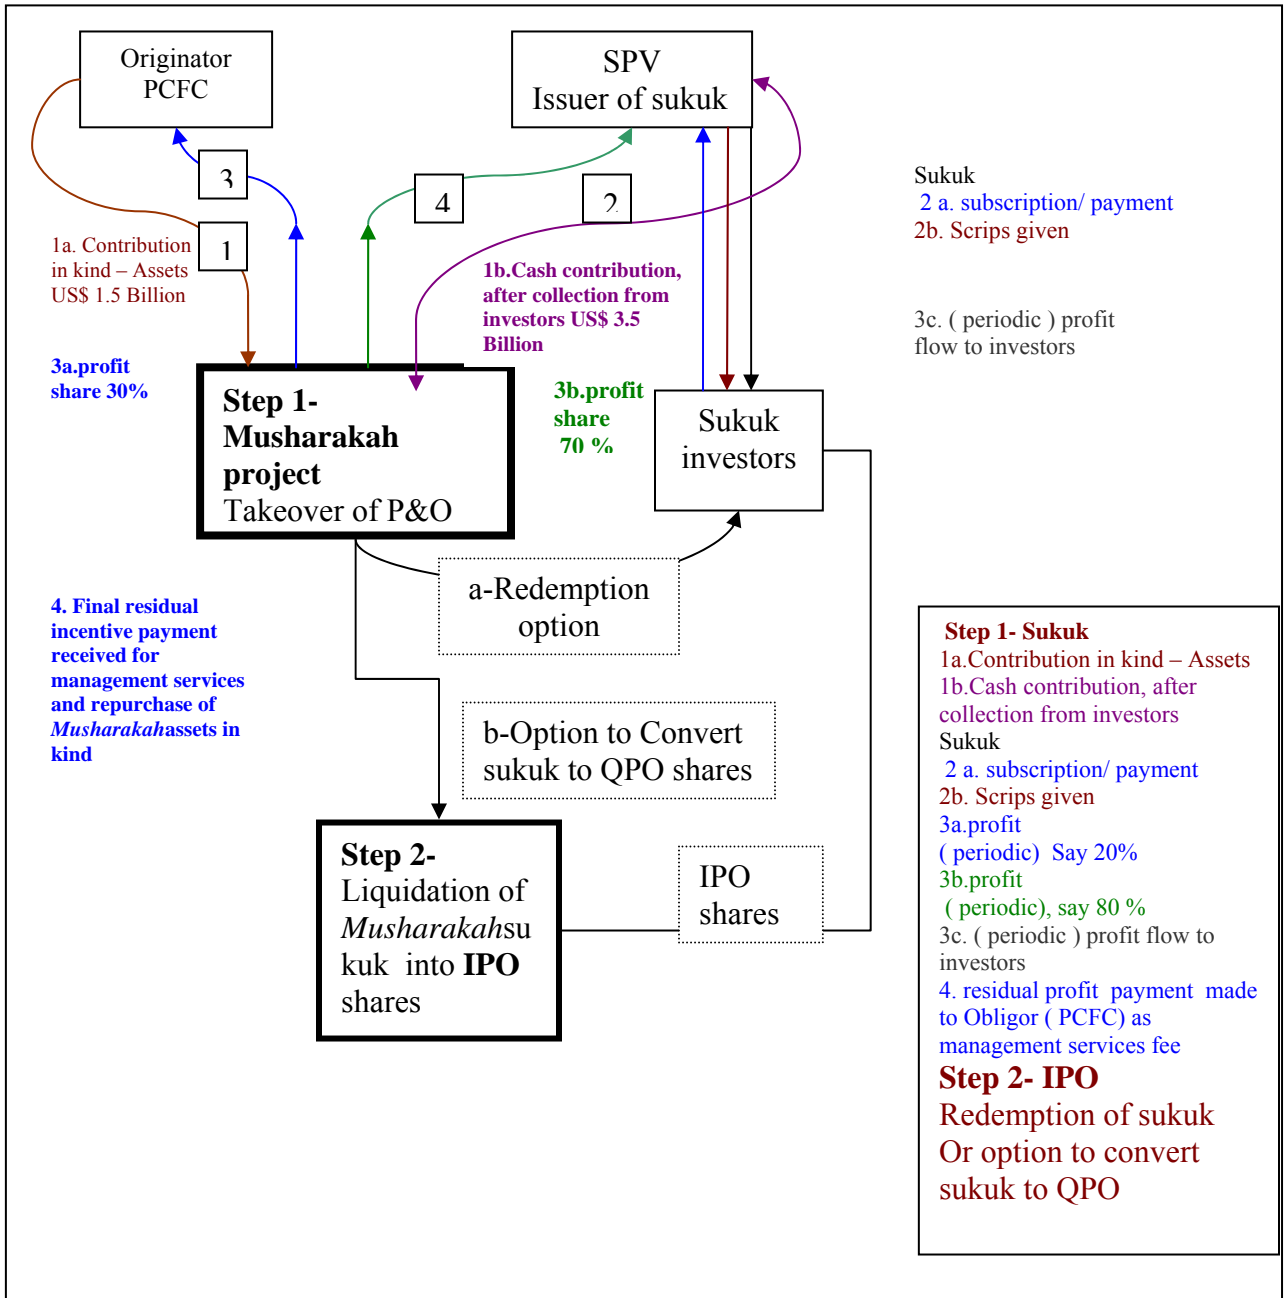 Originator
PCFC
SPV
Issuer of sukuk
3
4
2
1
Sukuk
2 a. subscription/ payment
2b. Scrips given
3c. ( periodic ) profit
flow to investors
1a. Contribution
in kind – Assets
US$ 1.5 Billion
1b.Cash contribution,
after collection from
investors US$ 3.5
Billion
3a.profit
share 30%
3b.profit
share
70 %
Step 1-
Musharakah
project
Takeover of P&O
Sukuk
investors
a-Redemption
option
4. Final residual
incentive payment
received for
management services
and repurchase of
Musharakahassets in
kind
b-Option to Convert
sukuk to QPO shares
Step 2-
Liquidation of
Musharakahsu
kuk into IPO
shares
IPO
shares
Step 1- Sukuk
1a.Contribution in kind – Assets
1b.Cash contribution, after
collection from investors
Sukuk
2 a. subscription/ payment
2b. Scrips given
3a.profit
( periodic) Say 20%
3b.profit
( periodic), say 80 %
3c. ( periodic ) profit flow to
investors
4. residual profit payment made
to Obligor ( PCFC) as
management services fee
Step 2- IPO
Redemption of sukuk
Or option to convert
sukuk to QPO